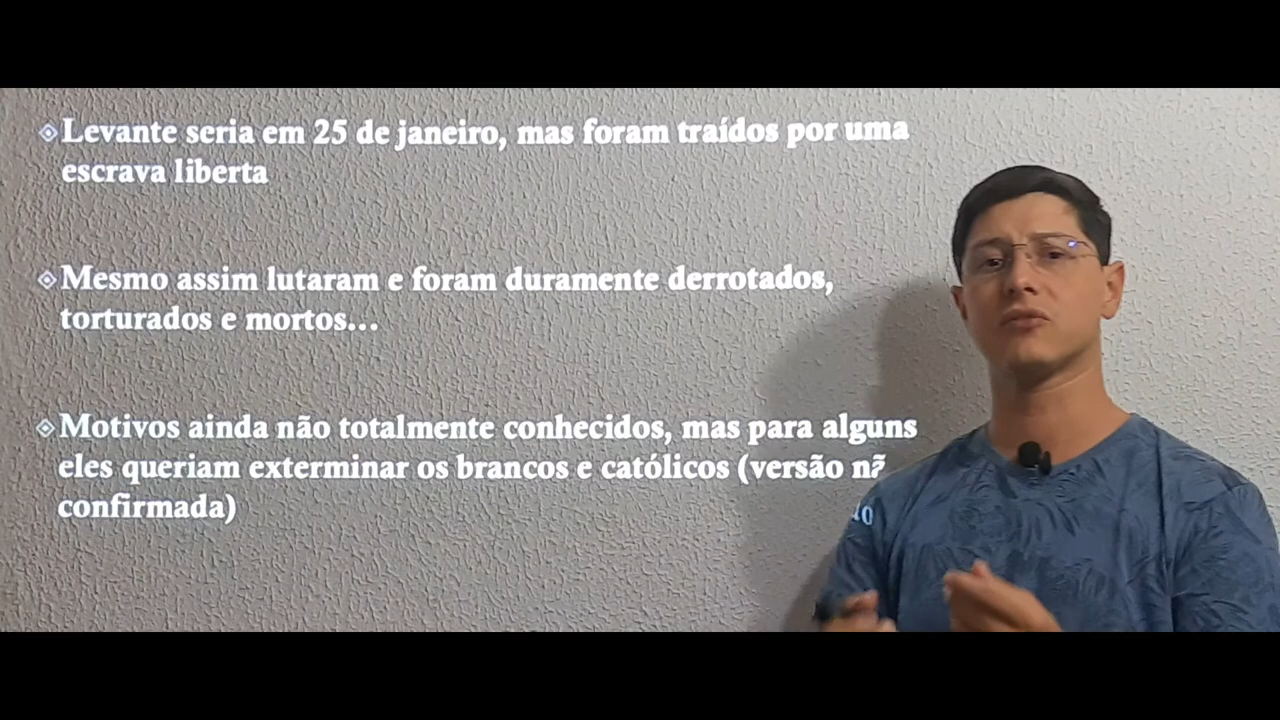 Levante seria em 25 de janeiro, mas foram traídos por uma
escrava liberta
Mesmo assim lutaram e foram duramente derrotados,
torturados e mortos...
Motivos ainda não totalmente conhecidos, mas para alguns
eles queriam exterminar os brancos e católicos (versão não
confirmada)